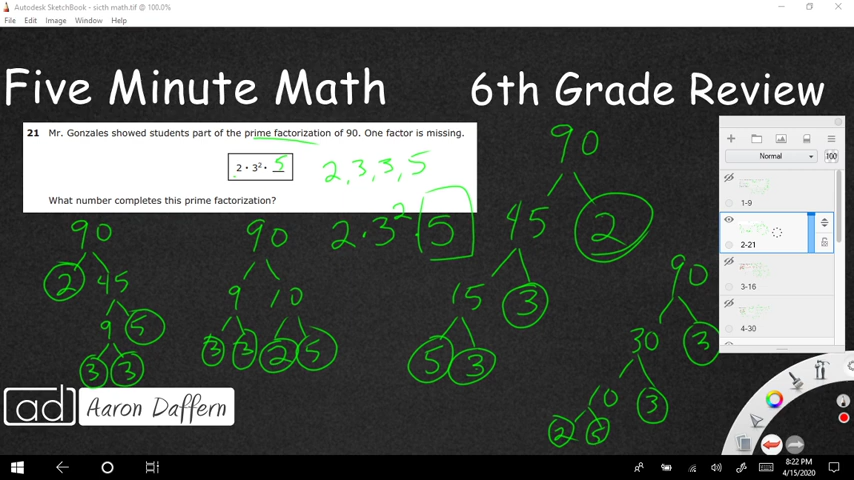 Autodesk SketchBook - sicth math.tif @ 100.0%
File Edit Image Window Help
Five Minute Math
6th Grade Review
21 Mr. Gonzales showed students part of the prime factorization of 90. One factor is missing.
2 · 3² · 5
2, 3, 3, 5
What number completes this prime factorization?
2 · 3² · 5
90
2 45
9 5
3 3
90
9 10
3 3 2 5
90
45 2
15 3
5 3
90
30 3
10 3
2 5
Normal
100
1-9
2-21
3-16
4-30
ad Aaron Daffern
8:22 PM
4/15/2020